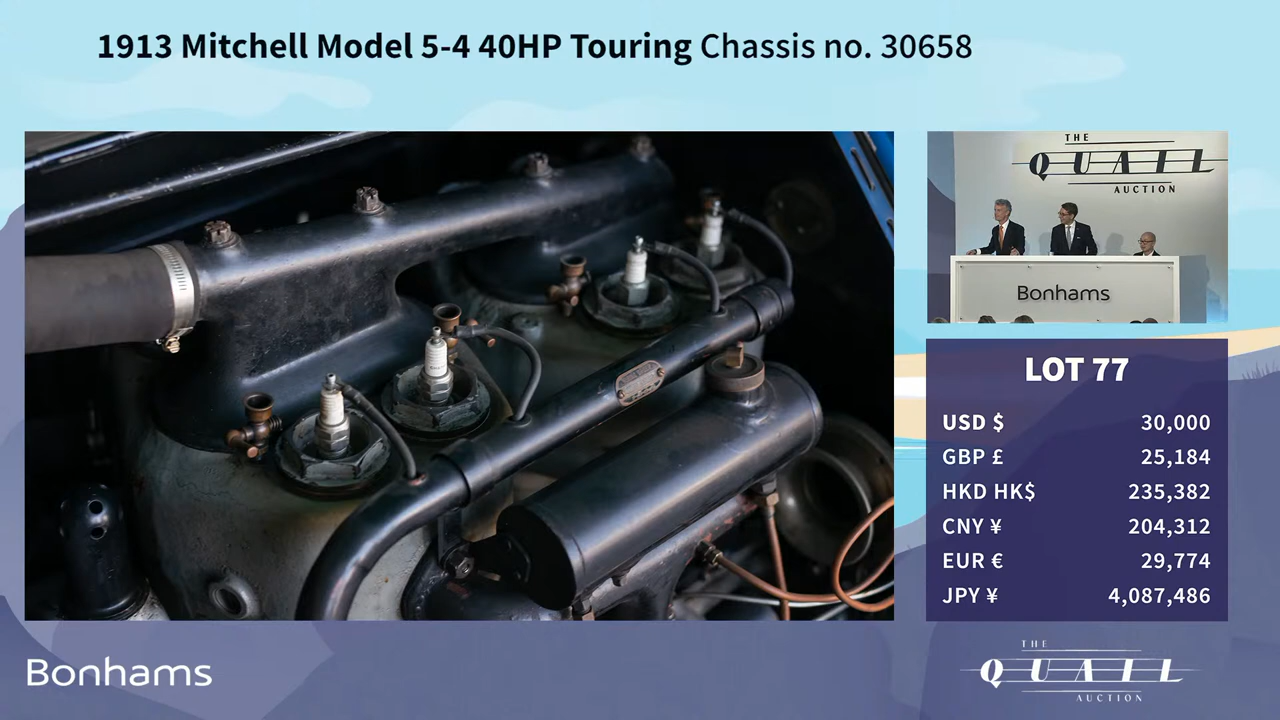 1913 Mitchell Model 5-4 40HP Touring Chassis no. 30658
THE
QUAIL
AUCTION
Bonhams
LOT 77
USD $ 30,000
GBP £ 25,184
HKD HK$ 235,382
CNY ¥ 204,312
EUR € 29,774
JPY ¥ 4,087,486
Bonhams
THE
QUAIL
AUCTION